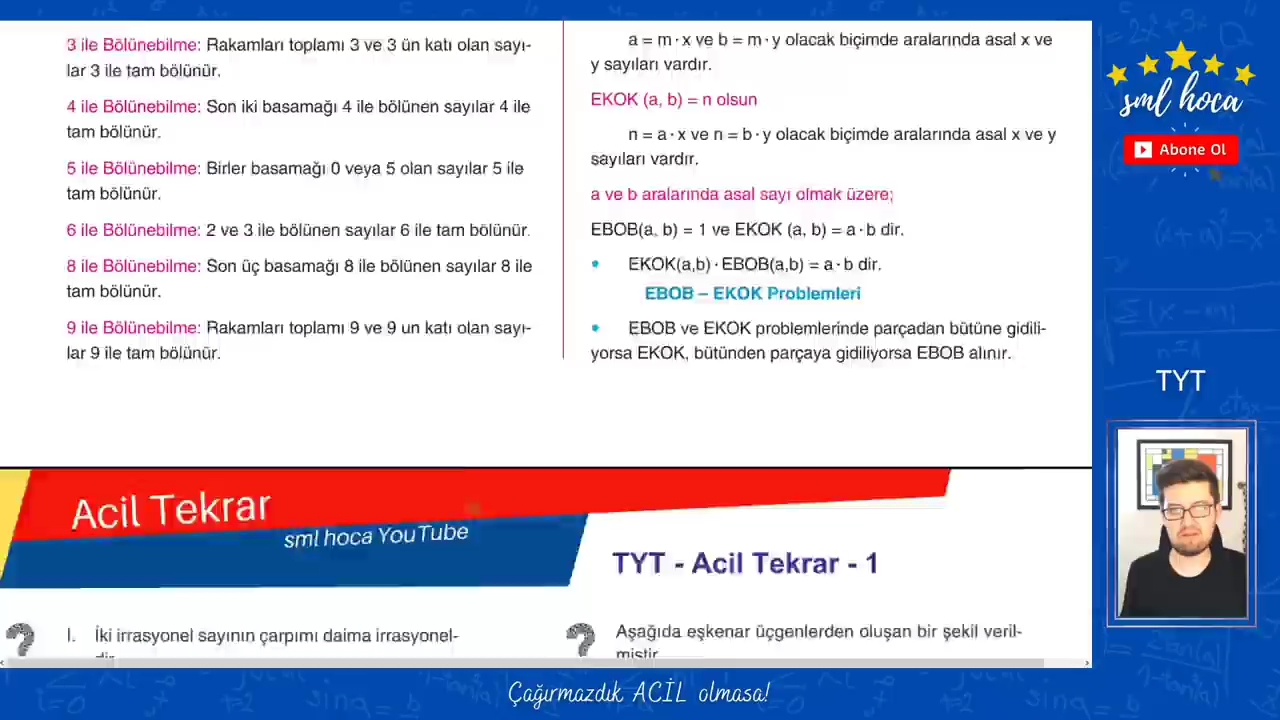 3 ile Bölünebilme: Rakamları toplamı 3 ve 3 ün katı olan sayı-
lar 3 ile tam bölünür.
4 ile Bölünebilme: Son iki basamağı 4 ile bölünen sayılar 4 ile
tam bölünür.
5 ile Bölünebilme: Birler basamağı 0 veya 5 olan sayılar 5 ile
tam bölünür.
6 ile Bölünebilme: 2 ve 3 ile bölünen sayılar 6 ile tam bölünür.
8 ile Bölünebilme: Son üç basamağı 8 ile bölünen sayılar 8 ile
tam bölünür.
9 ile Bölünebilme: Rakamları toplamı 9 ve 9 un katı olan sayı-
lar 9 ile tam bölünür.
a = m · x ve b = m · y olacak biçimde aralarında asal x ve
y sayıları vardır.
EKOK (a, b) = n olsun
n = a · x ve n = b · y olacak biçimde aralarında asal x ve y
sayıları vardır.
a ve b aralarında asal sayı olmak üzere;
EBOB(a, b) = 1 ve EKOK (a, b) = a · b dir.
• EKOK(a,b) · EBOB(a,b) = a · b dir.
EBOB – EKOK Problemleri
• EBOB ve EKOK problemlerinde parçadan bütüne gidili-
yorsa EKOK, bütünden parçaya gidiliyorsa EBOB alınır.
Acil Tekrar
sml hoca YouTube
TYT - Acil Tekrar - 1
? I. İki irrasyonel sayının çarpımı daima irrasyonel-
dir.
? Aşağıda eşkenar üçgenlerden oluşan bir şekil veril-
miştir.
sml hoca
Abone Ol
TYT
Çağırmazdık ACİL olmasa!